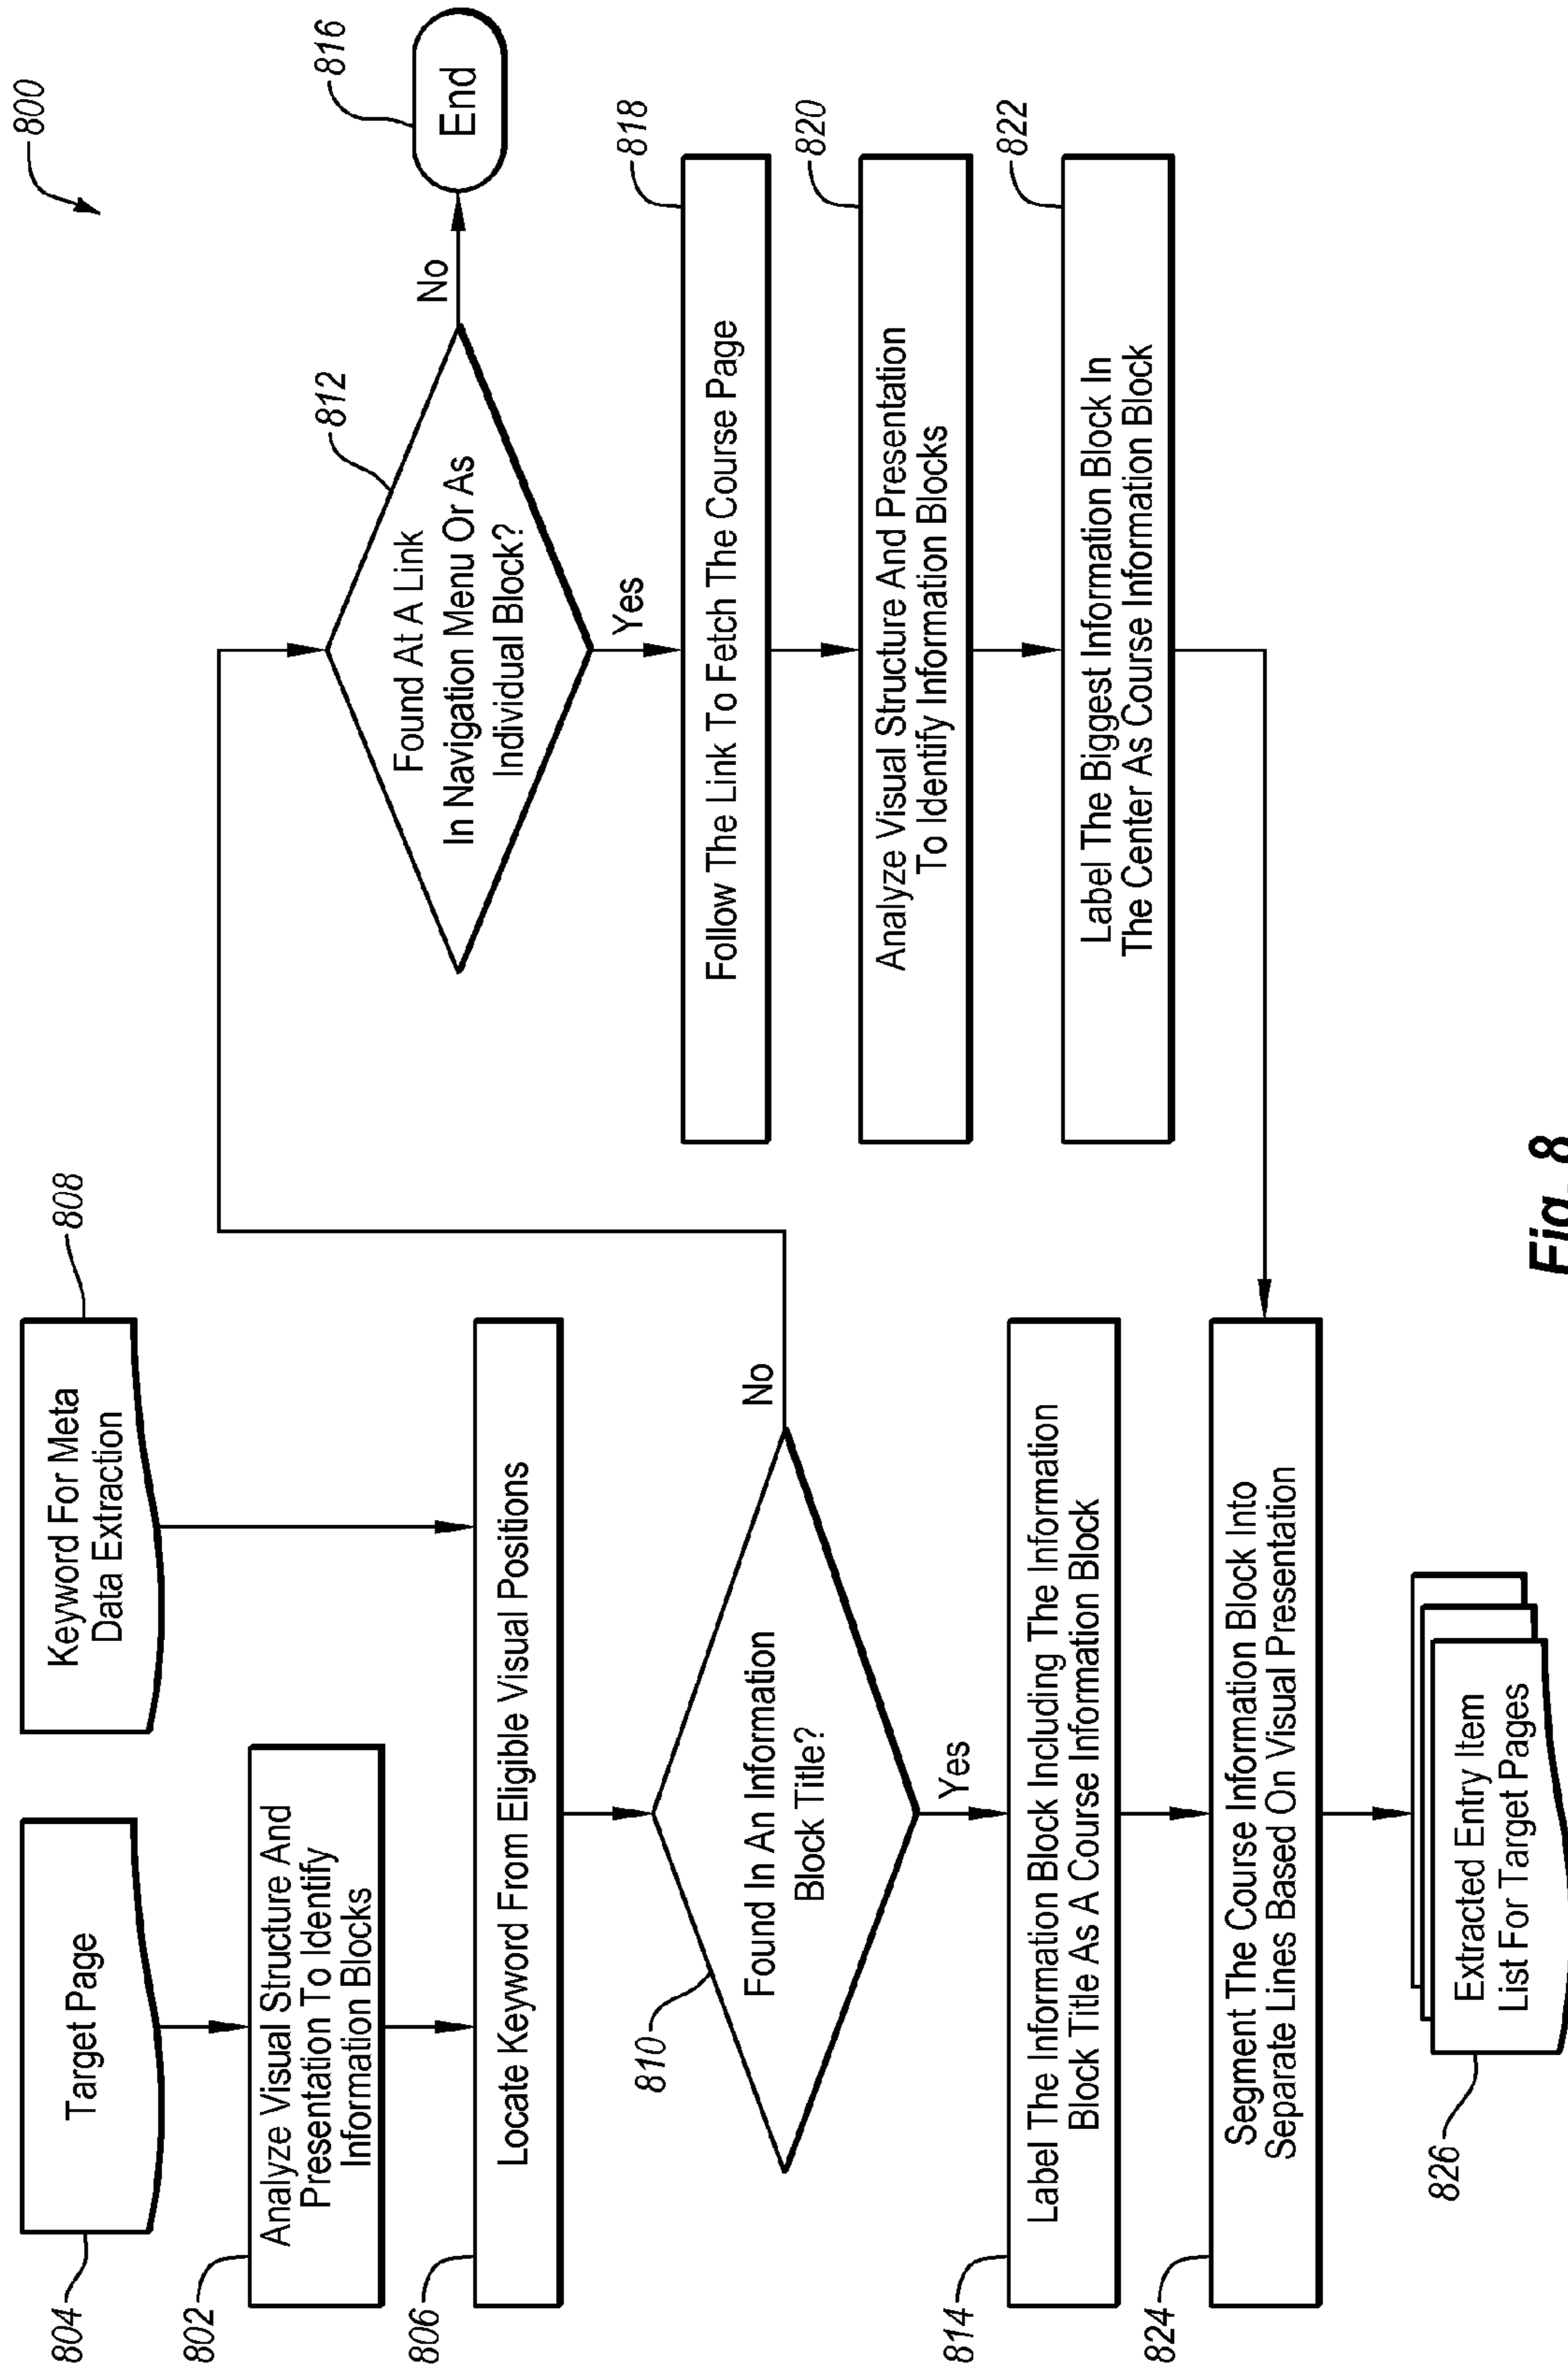 800
804
Target Page
808
Keyword For Meta
Data Extraction
802
Analyze Visual Structure And
Presentation To Identify
Information Blocks
806
Locate Keyword From Eligible Visual Positions
810
Found In An Information
Block Title?
No
Yes
814
Label The Information Block Including The Information
Block Title As A Course Information Block
824
Segment The Course Information Block Into
Separate Lines Based On Visual Presentation
826
Extracted Entry Item
List For Target Pages
812
Found At A Link
In Navigation Menu Or As
Individual Block?
No
816
End
Yes
818
Follow The Link To Fetch The Course Page
820
Analyze Visual Structure And Presentation
To Identify Information Blocks
822
Label The Biggest Information Block In
The Center As Course Information Block
Fig. 8